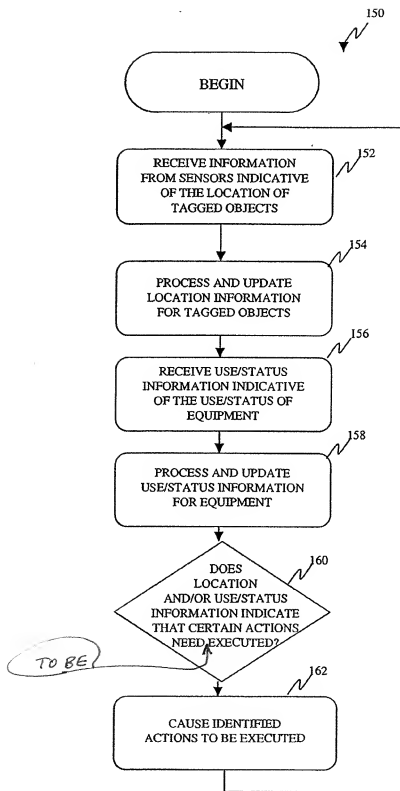 150
BEGIN
152
RECEIVE INFORMATION
FROM SENSORS INDICATIVE
OF THE LOCATION OF
TAGGED OBJECTS
154
PROCESS AND UPDATE
LOCATION INFORMATION
FOR TAGGED OBJECTS
156
RECEIVE USE/STATUS
INFORMATION INDICATIVE
OF THE USE/STATUS OF
EQUIPMENT
158
PROCESS AND UPDATE
USE/STATUS INFORMATION
FOR EQUIPMENT
160
DOES
LOCATION
AND/OR USE/STATUS
INFORMATION INDICATE
THAT CERTAIN ACTIONS
NEED EXECUTED?
TO BE
162
CAUSE IDENTIFIED
ACTIONS TO BE EXECUTED